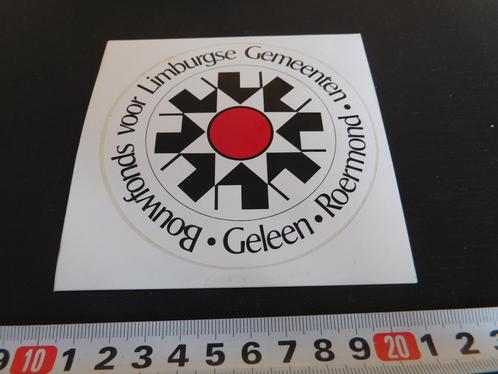 Bouwfonds voor Limburgse Gemeenten • Geleen • Roermond •
9 10 1 2 3 4 5 6 7 8 9 20 1 2 3